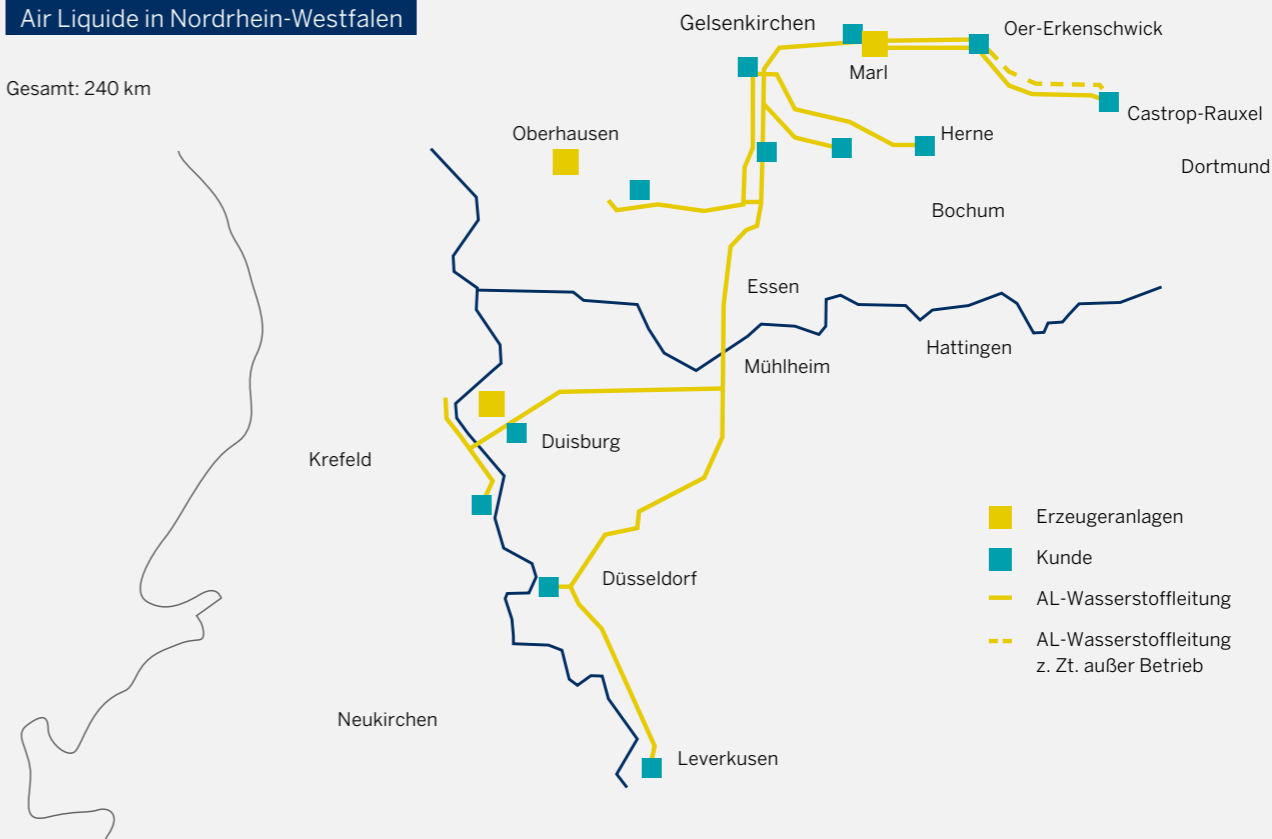 Air Liquide in Nordrhein-Westfalen
Gesamt: 240 km
Gelsenkirchen
Oer-Erkenschwick
Marl
Castrop-Rauxel
Oberhausen
Herne
Dortmund
Bochum
Essen
Hattingen
Mühlheim
Duisburg
Krefeld
Düsseldorf
Neukirchen
Leverkusen
Erzeugeranlagen
Kunde
AL-Wasserstoffleitung
AL-Wasserstoffleitung
z. Zt. außer Betrieb